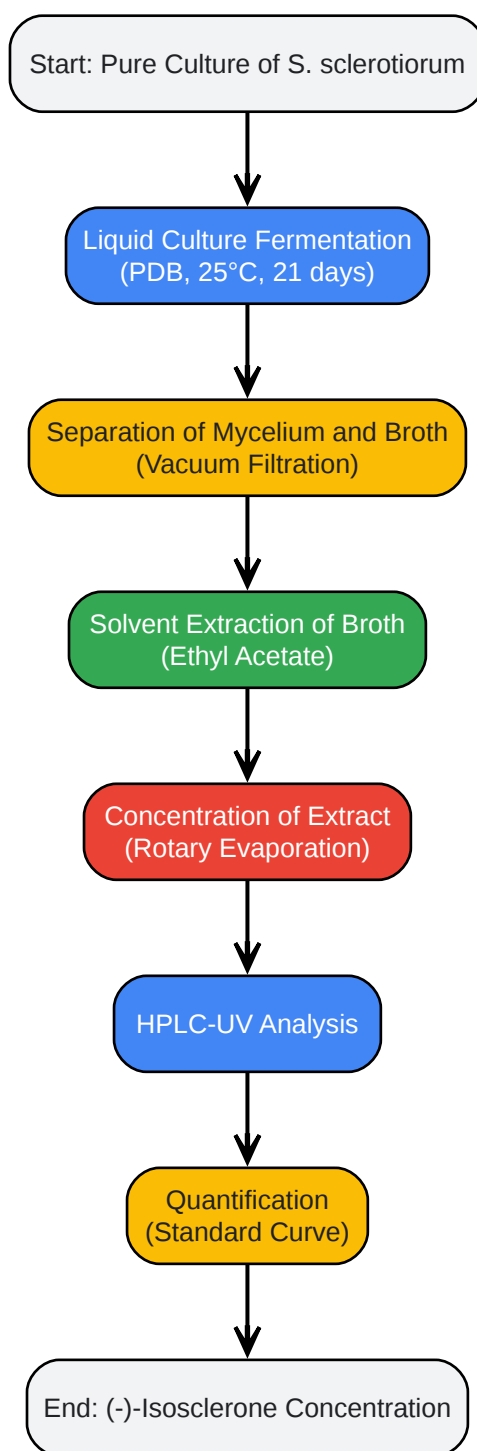 Start: Pure Culture of S. sclerotiorum
Liquid Culture Fermentation
(PDB, 25°C, 21 days)
Separation of Mycelium and Broth
(Vacuum Filtration)
Solvent Extraction of Broth
(Ethyl Acetate)
Concentration of Extract
(Rotary Evaporation)
HPLC-UV Analysis
Quantification
(Standard Curve)
End: (-)-Isosclerone Concentration